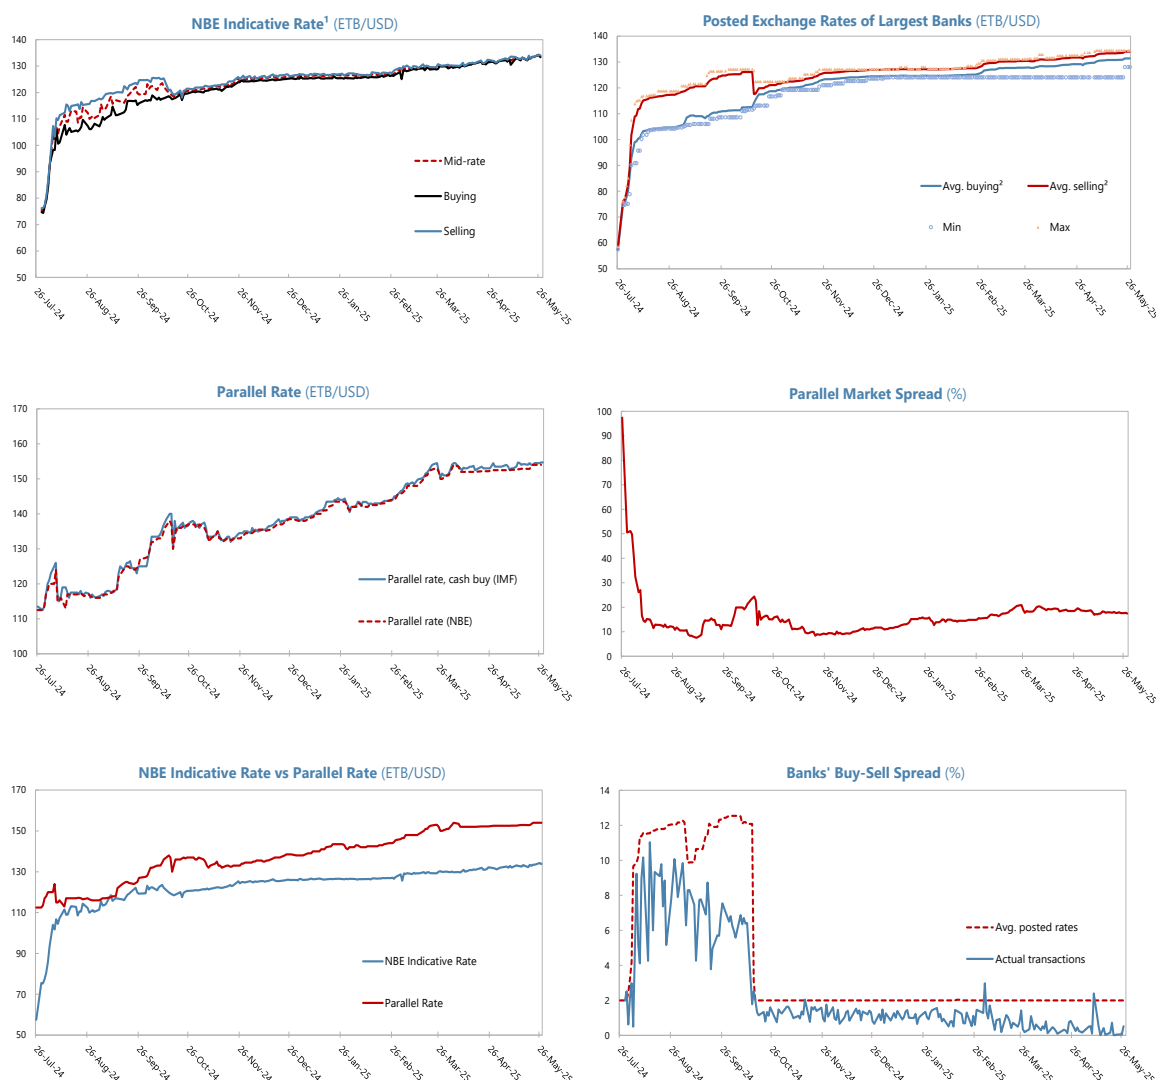 NBE Indicative Rate¹ (ETB/USD)
140
130
120
110
100
90
80
70
60
50
Mid-rate
Buying
Selling
26-Jul-24
26-Aug-24
26-Sep-24
26-Oct-24
26-Nov-24
26-Dec-24
26-Jan-25
26-Feb-25
26-Mar-25
26-Apr-25
26-May-25
Posted Exchange Rates of Largest Banks (ETB/USD)
140
130
120
110
100
90
80
70
60
50
Avg. buying²
Avg. selling²
Min
Max
26-Jul-24
26-Aug-24
26-Sep-24
26-Oct-24
26-Nov-24
26-Dec-24
26-Jan-25
26-Feb-25
26-Mar-25
26-Apr-25
26-May-25
Parallel Rate (ETB/USD)
170
160
150
140
130
120
110
100
Parallel rate, cash buy (IMF)
Parallel rate (NBE)
26-Jul-24
26-Aug-24
26-Sep-24
26-Oct-24
26-Nov-24
26-Dec-24
26-Jan-25
26-Feb-25
26-Mar-25
26-Apr-25
26-May-25
Parallel Market Spread (%)
100
90
80
70
60
50
40
30
20
10
0
26-Jul-24
26-Aug-24
26-Sep-24
26-Oct-24
26-Nov-24
26-Dec-24
26-Jan-25
26-Feb-25
26-Mar-25
26-Apr-25
26-May-25
NBE Indicative Rate vs Parallel Rate (ETB/USD)
170
150
130
110
90
70
50
NBE Indicative Rate
Parallel Rate
26-Jul-24
26-Aug-24
26-Sep-24
26-Oct-24
26-Nov-24
26-Dec-24
26-Jan-25
26-Feb-25
26-Mar-25
26-Apr-25
26-May-25
Banks' Buy-Sell Spread (%)
14
12
10
8
6
4
2
0
Avg. posted rates
Actual transactions
26-Jul-24
26-Aug-24
26-Sep-24
26-Oct-24
26-Nov-24
26-Dec-24
26-Jan-25
26-Feb-25
26-Mar-25
26-Apr-25
26-May-25